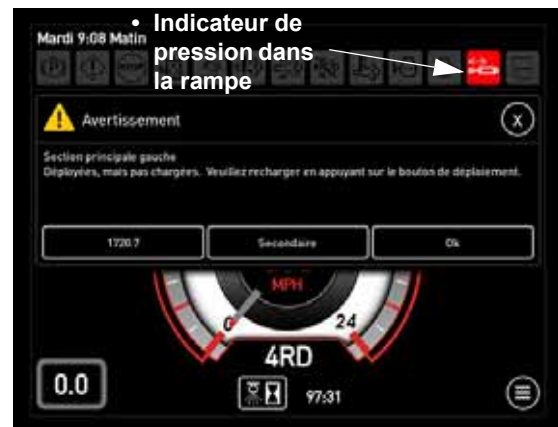 • Indicateur de
pression dans
la rampe
Mardi 9:08 Matin
Avertissement
X
Section principale gauche
Déployées, mais pas chargées. Veuillez recharger en appuyant sur le bouton de déploiement.
1720.7
Secondaire
Ok
MPH
0
24
4RD
0.0
97:31